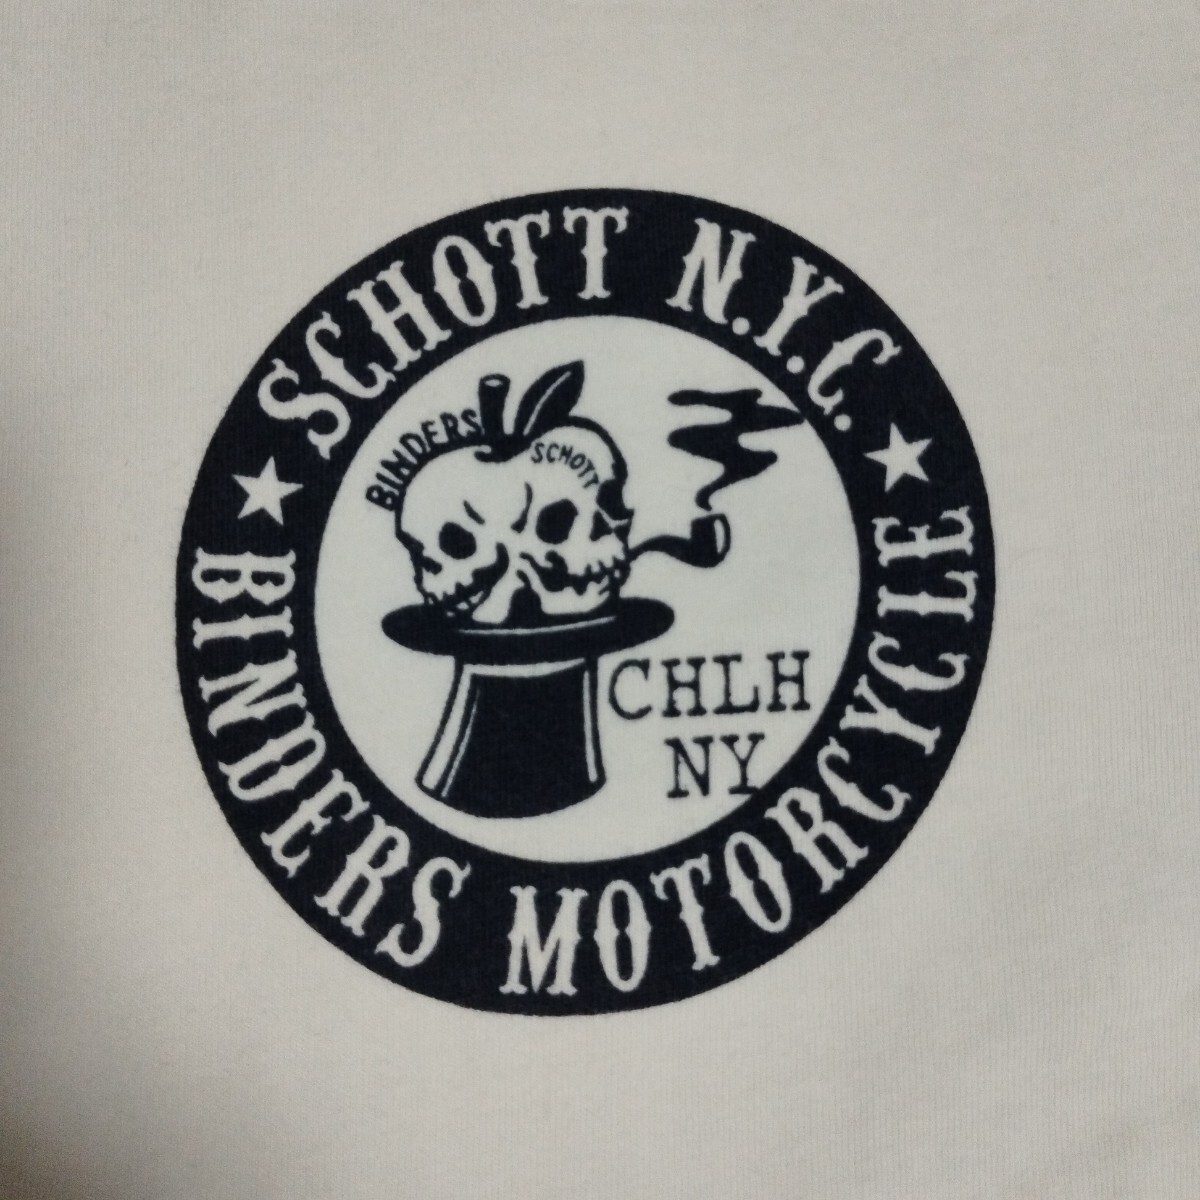 SCHOTT N.Y.C.
BINDERS
SCHOTT
CHLH
NY
BINDERS MOTORCYCLE